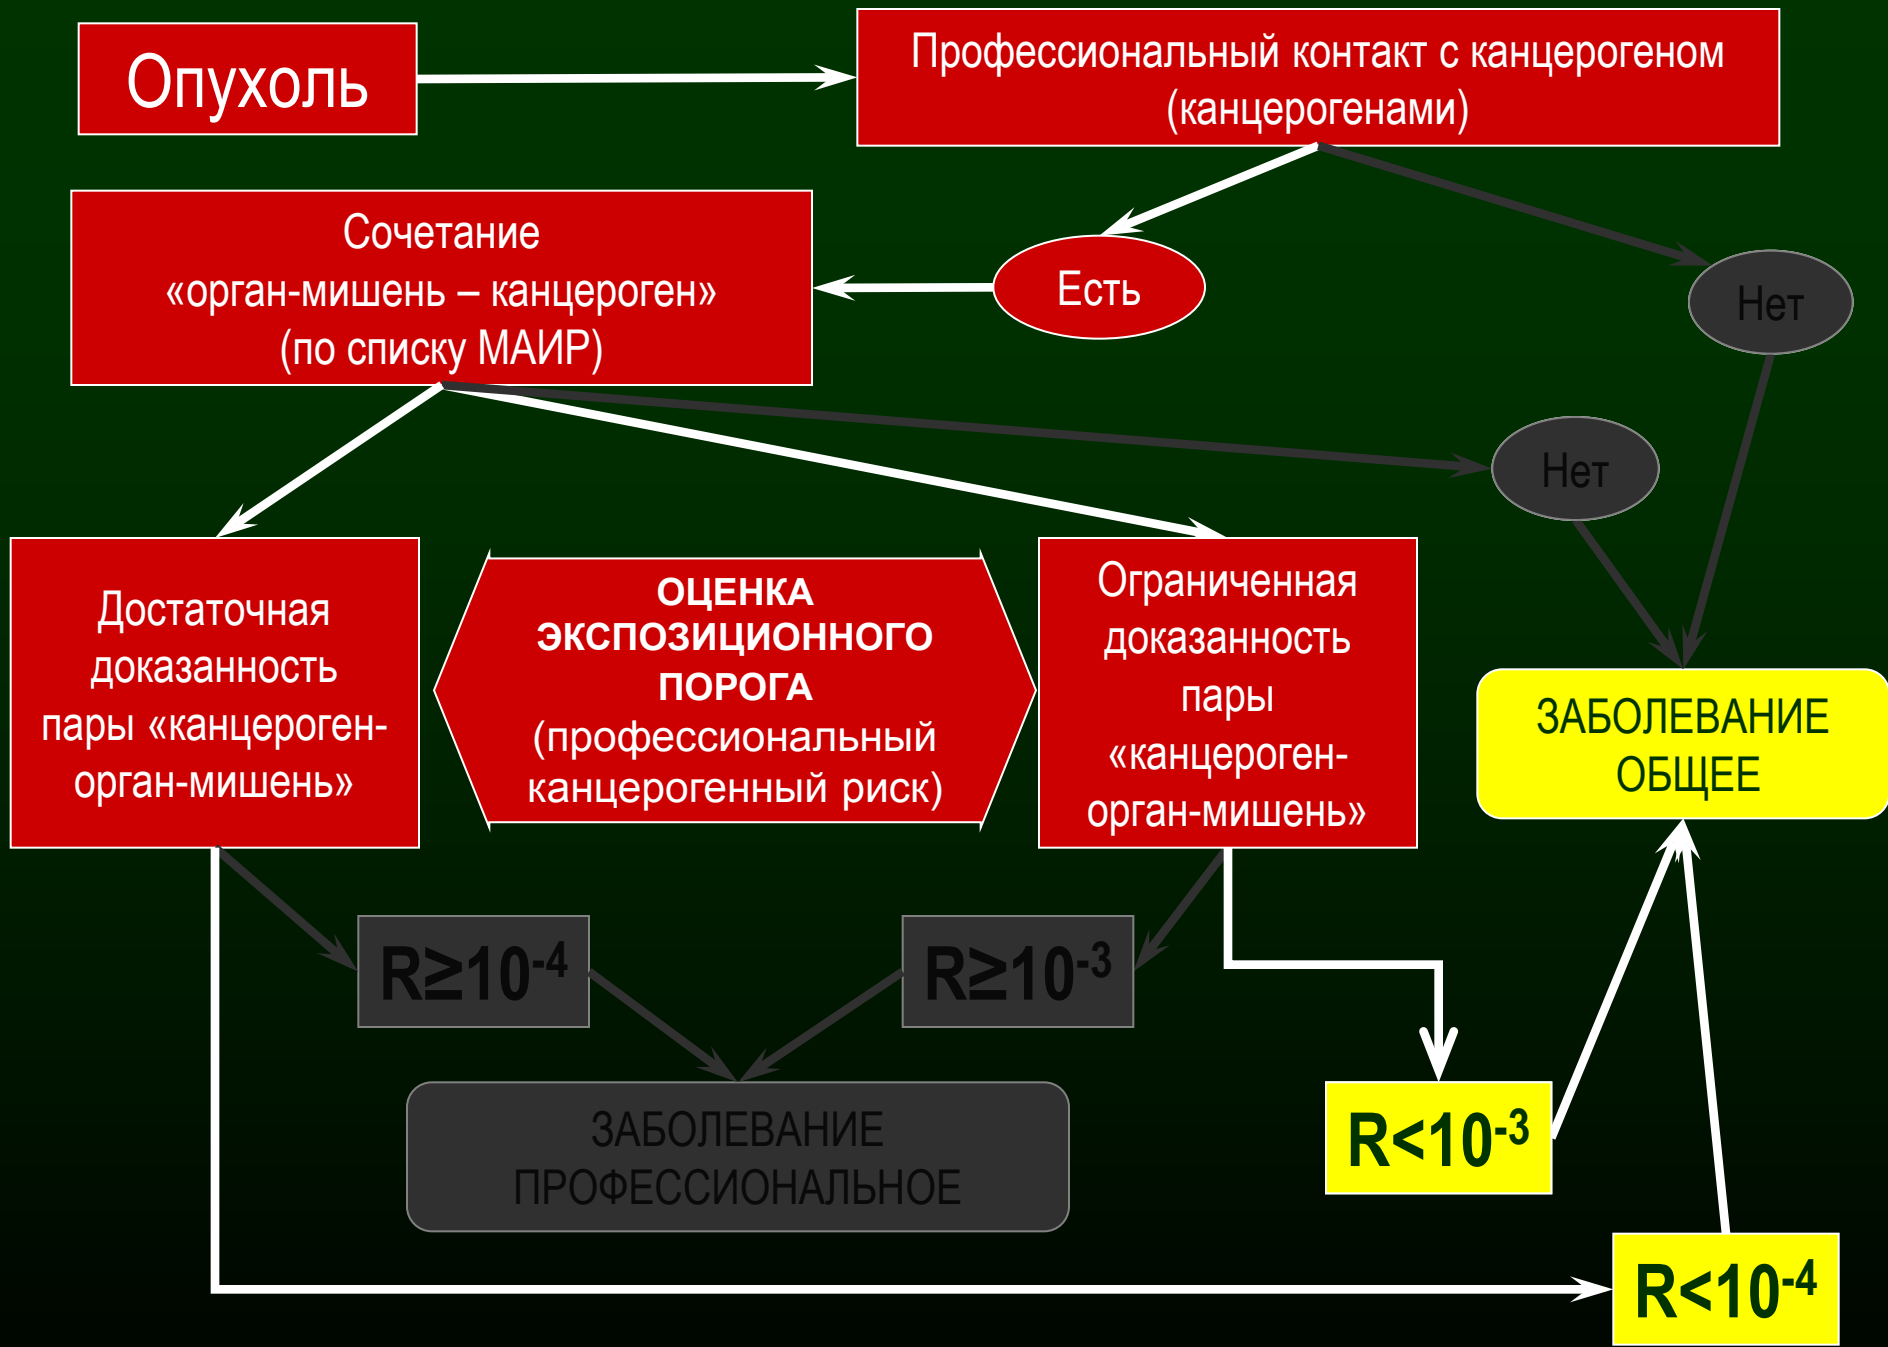 Опухоль
Профессиональный контакт с канцерогеном
(канцерогенами)
Сочетание
«орган-мишень – канцероген»
(по списку МАИР)
Есть
Нет
Нет
Достаточная
доказанность
пары «канцероген-
орган-мишень»
ОЦЕНКА
ЭКСПОЗИЦИОННОГО
ПОРОГА
(профессиональный
канцерогенный риск)
Ограниченная
доказанность
пары
«канцероген-
орган-мишень»
ЗАБОЛЕВАНИЕ
ОБЩЕЕ
R≥10⁻⁴
R≥10⁻³
ЗАБОЛЕВАНИЕ
ПРОФЕССИОНАЛЬНОЕ
R<10⁻³
R<10⁻⁴